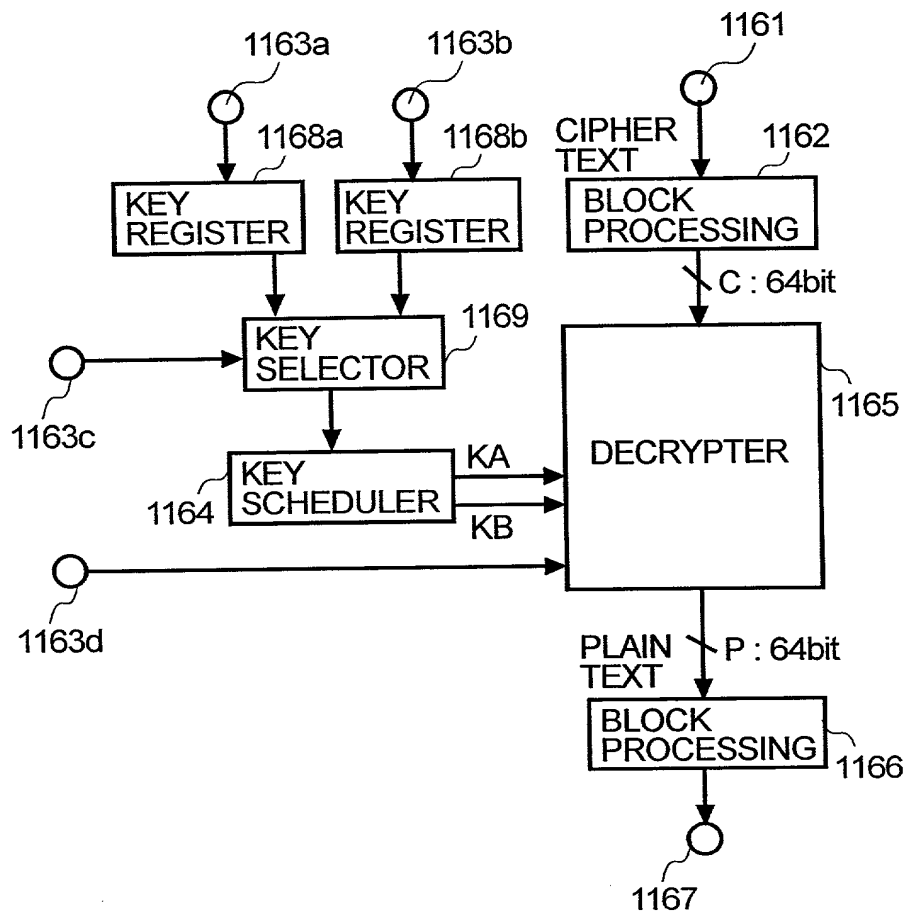 1163a
1163b
1161
1168a
1168b
CIPHER
TEXT
1162
KEY
REGISTER
KEY
REGISTER
BLOCK
PROCESSING
C : 64bit
KEY
SELECTOR
1169
1163c
1165
DECRYPTER
KEY
SCHEDULER
1164
KA
KB
1163d
PLAIN
TEXT
P : 64bit
BLOCK
PROCESSING
1166
1167